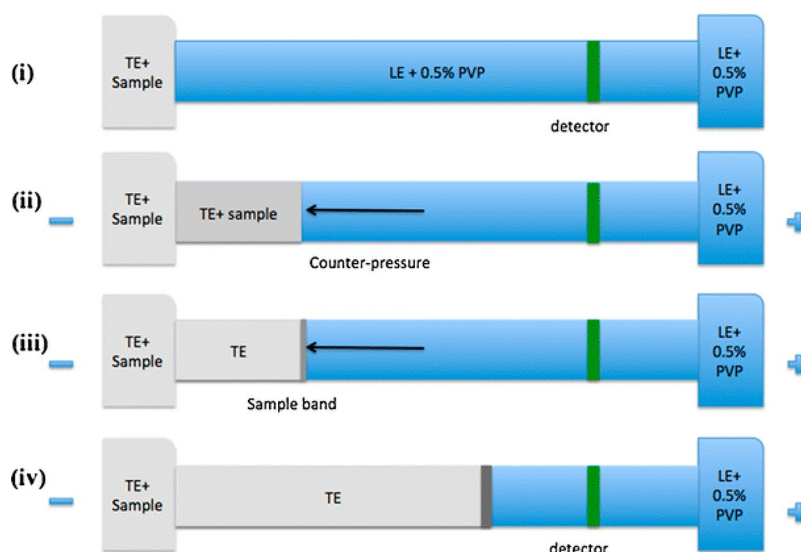 (i)
TE+
Sample
LE + 0.5% PVP
LE+
0.5%
PVP
detector
(ii)
TE+
Sample
TE+ sample
LE+
0.5%
PVP
Counter-pressure
(iii)
TE+
Sample
TE
LE+
0.5%
PVP
Sample band
(iv)
TE+
Sample
TE
LE+
0.5%
PVP
detector